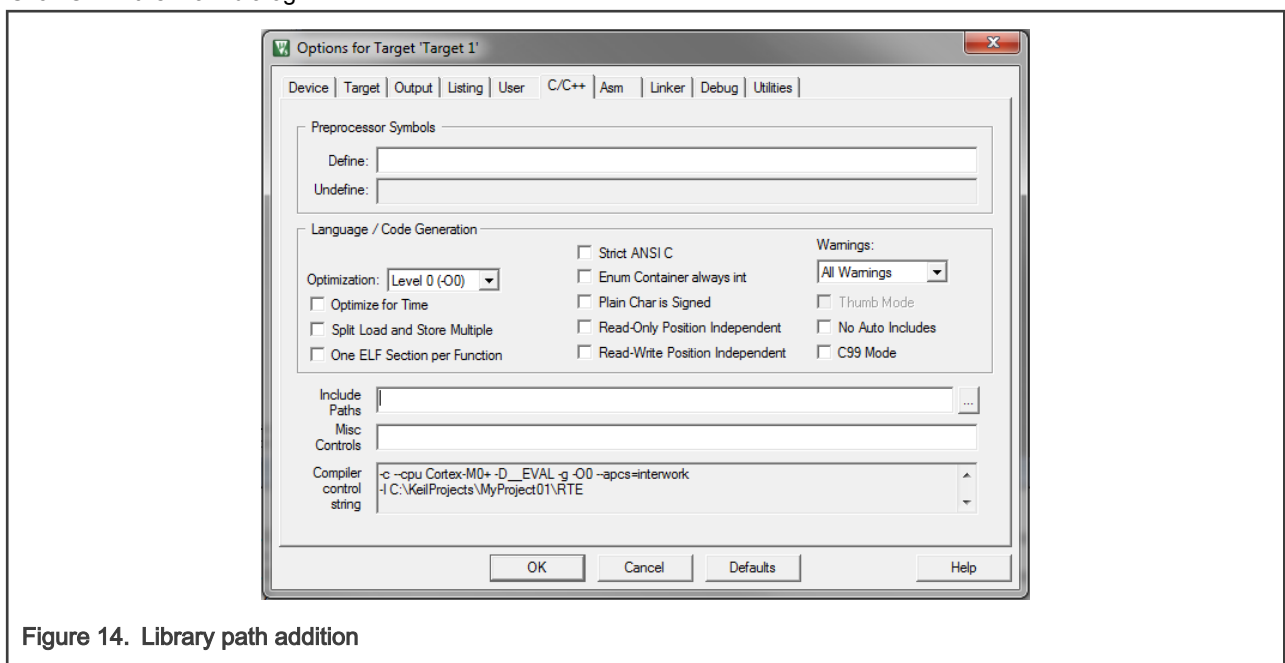 Options for Target 'Target 1'
Device Target Output Listing User C/C++ Asm Linker Debug Utilities
Preprocessor Symbols
Define:
Undefine:
Language / Code Generation
Optimization: Level 0 (-O0)
Optimize for Time
Split Load and Store Multiple
One ELF Section per Function
Strict ANSI C
Enum Container always int
Plain Char is Signed
Read-Only Position Independent
Read-Write Position Independent
Warnings:
All Warnings
Thumb Mode
No Auto Includes
C99 Mode
Include
Paths
...
Misc
Controls
Compiler
control
string
-c --cpu Cortex-M0+ -D__EVAL -g -O0 --apcs=interwork
-I C:\KeilProjects\MyProject01\RTE
OK Cancel Defaults Help
Figure 14. Library path addition